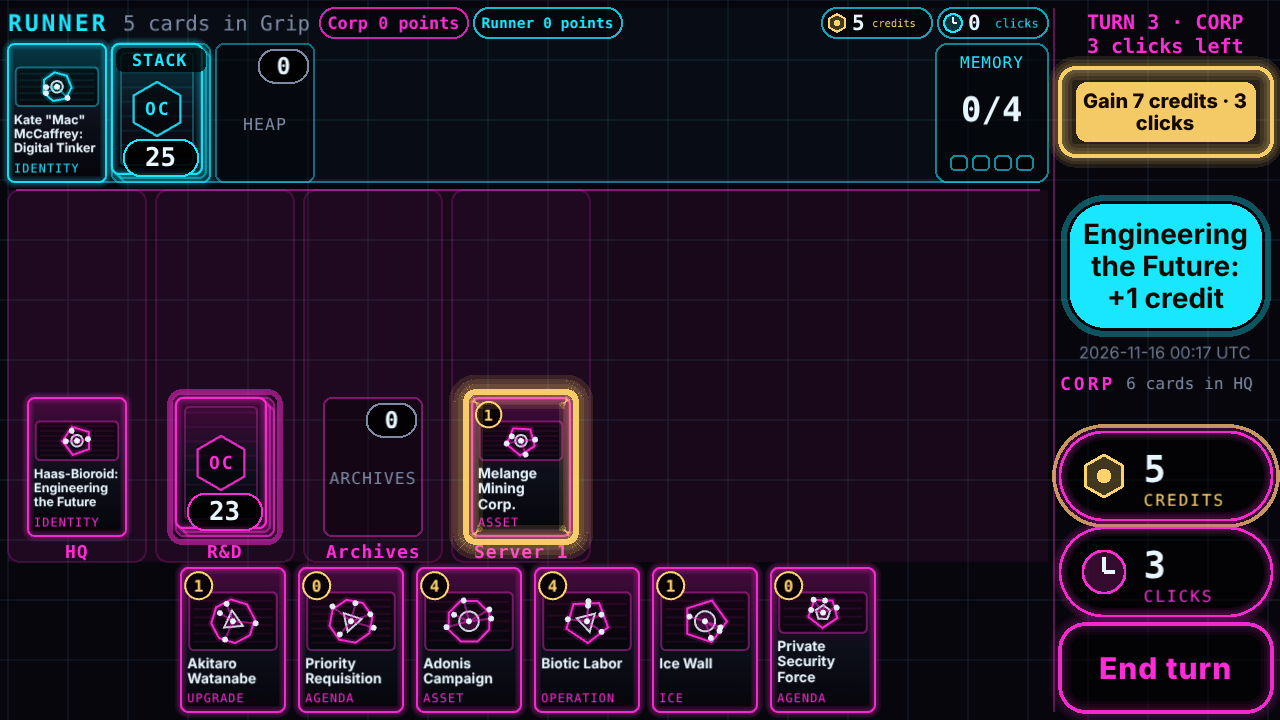 RUNNER 5 cards in Grip Corp 0 points Runner 0 points 5 credits 0 clicks
TURN 3 · CORP
3 clicks left
Kate "Mac"
McCaffrey:
Digital Tinker
IDENTITY
STACK
OC
25
0
HEAP
MEMORY
0/4
Gain 7 credits · 3
clicks
Engineering
the Future:
+1 credit
2026-11-16 00:17 UTC
CORP 6 cards in HQ
Haas-Bioroid:
Engineering
the Future
IDENTITY
HQ
OC
23
R&D
0
ARCHIVES
Archives
1
Melange
Mining
Corp.
ASSET
Server 1
5
CREDITS
3
CLICKS
End turn
1
Akitaro
Watanabe
UPGRADE
0
Priority
Requisition
AGENDA
4
Adonis
Campaign
ASSET
4
Biotic Labor
OPERATION
1
Ice Wall
ICE
0
Private
Security
Force
AGENDA